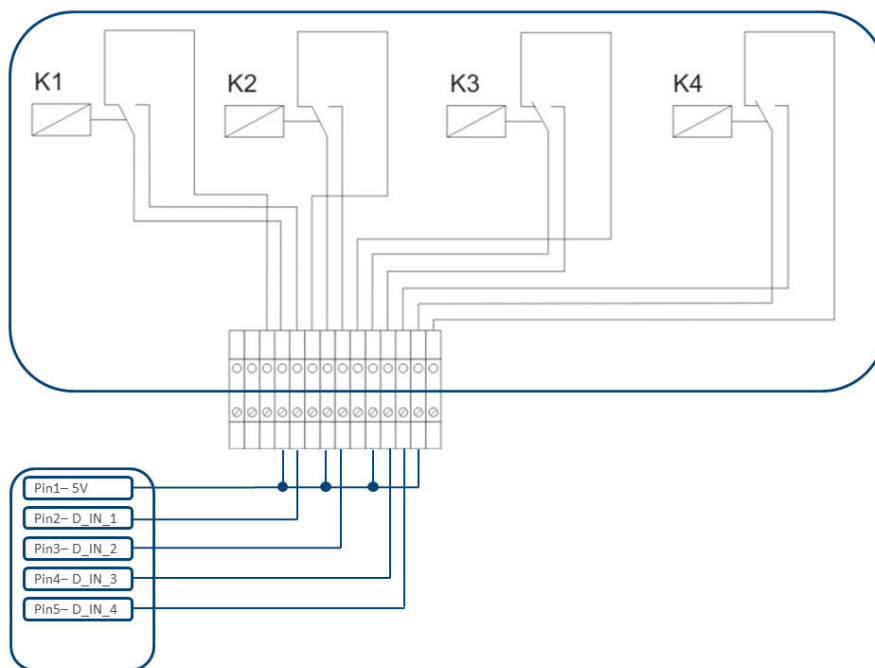 K1
K2
K3
K4
Pin1– 5V
Pin2– D_IN_1
Pin3– D_IN_2
Pin4– D_IN_3
Pin5– D_IN_4